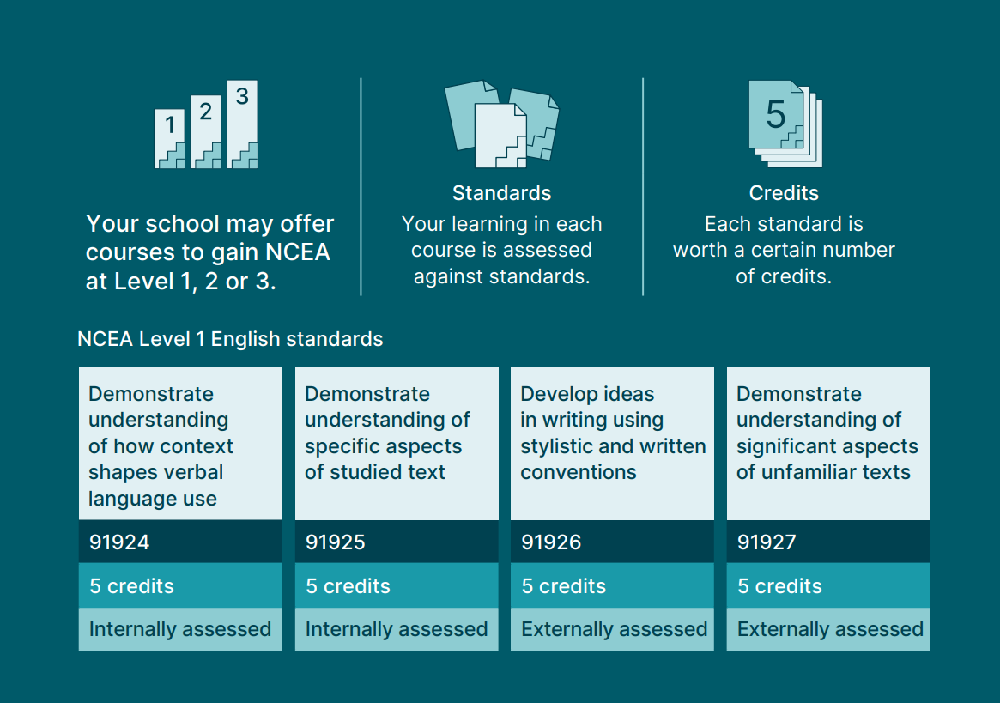 1
2
3
5
Your school may offer
courses to gain NCEA
at Level 1, 2 or 3.
Standards
Your learning in each
course is assessed
against standards.
Credits
Each standard is
worth a certain number
of credits.
NCEA Level 1 English standards
Demonstrate
understanding
of how context
shapes verbal
language use
91924
5 credits
Internally assessed
Demonstrate
understanding of
specific aspects
of studied text
91925
5 credits
Internally assessed
Develop ideas
in writing using
stylistic and written
conventions
91926
5 credits
Externally assessed
Demonstrate
understanding of
significant aspects
of unfamiliar texts
91927
5 credits
Externally assessed